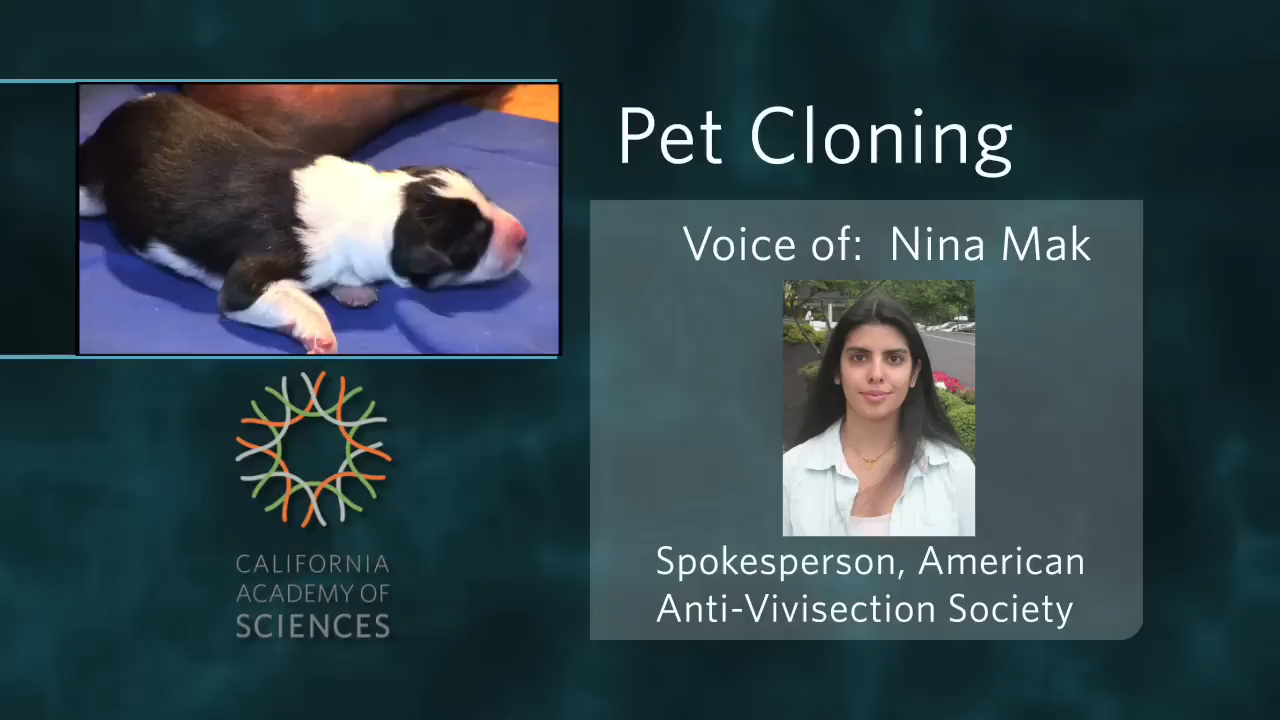 Pet Cloning
Voice of: Nina Mak
Spokesperson, American
Anti-Vivisection Society
CALIFORNIA
ACADEMY OF
SCIENCES